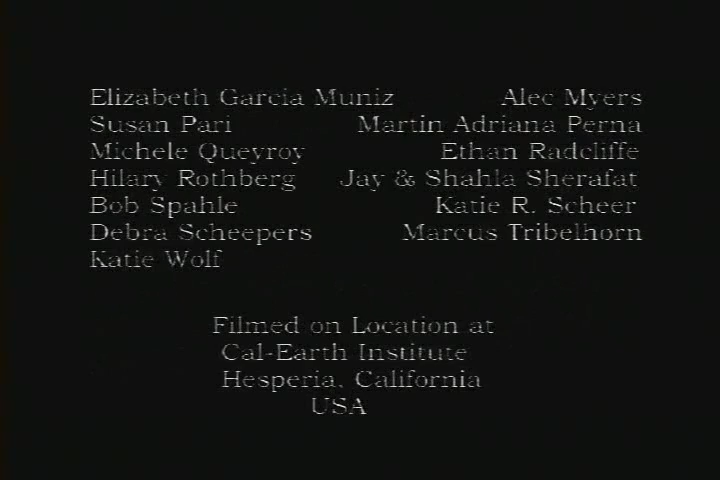 Elizabeth Garcia Muniz Alec Myers
Susan Pari Martin Adriana Perna
Michele Queyroy Ethan Radcliffe
Hilary Rothberg Jay & Shahla Sherafat
Bob Spahle Katie R. Scheer
Debra Scheepers Marcus Tribelhorn
Katie Wolf
Filmed on Location at
Cal-Earth Institute
Hesperia, California
USA